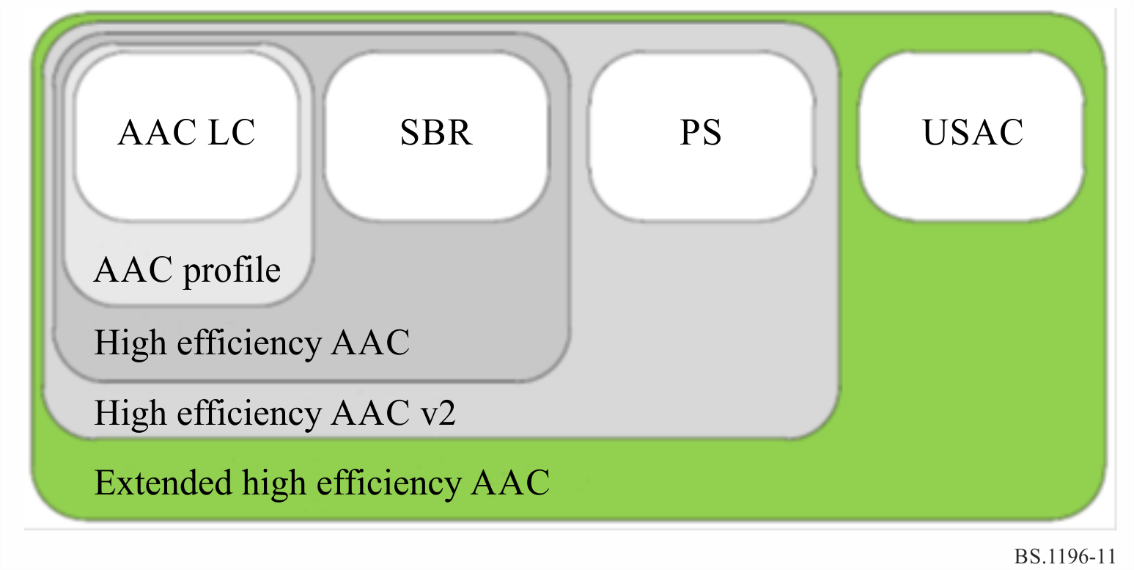 AAC LC
SBR
PS
USAC
AAC profile
High efficiency AAC
High efficiency AAC v2
Extended high efficiency AAC
BS.1196-11